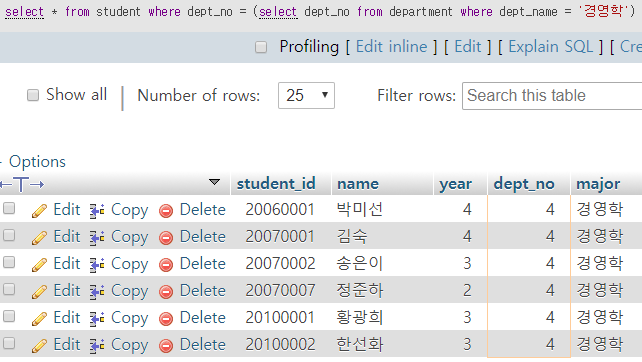 select * from student where dept_no = (select dept_no from department where dept_name = '경영학')
Profiling [ Edit inline ] [ Edit ] [ Explain SQL ] [ Cre
Show all | Number of rows: 25 Filter rows: Search this table
+ Options
←T→ student_id name year dept_no major
Edit Copy Delete 20060001 박미선 4 4 경영학
Edit Copy Delete 20070001 김숙 4 4 경영학
Edit Copy Delete 20070002 송은이 3 4 경영학
Edit Copy Delete 20070007 정준하 2 4 경영학
Edit Copy Delete 20100001 황광희 3 4 경영학
Edit Copy Delete 20100002 한선화 3 4 경영학